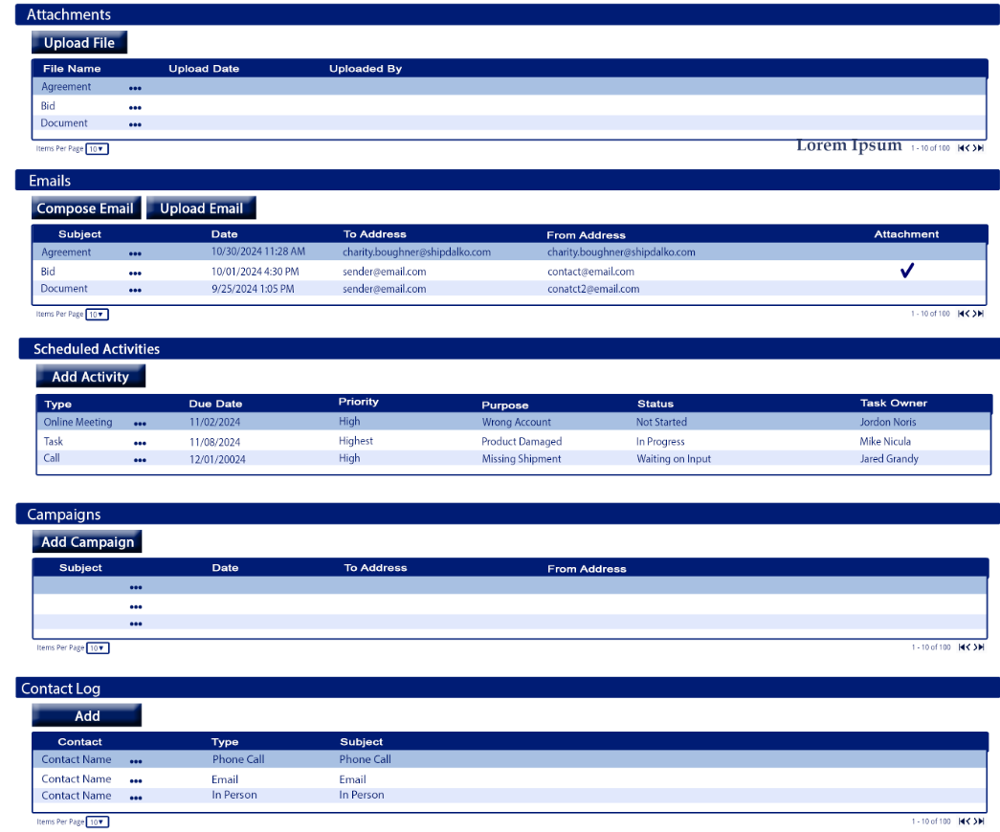 Attachments
Upload File
File Name Upload Date Uploaded By
Agreement •••
Bid •••
Document •••
Items Per Page 10▼ Lorem Ipsum 1 - 10 of 100
Emails
Compose Email Upload Email
Subject Date To Address From Address Attachment
Agreement ••• 10/30/2024 11:28 AM charity.boughner@shipdalko.com charity.boughner@shipdalko.com
Bid ••• 10/01/2024 4:30 PM sender@email.com contact@email.com ✔
Document ••• 9/25/2024 1:05 PM sender@email.com conatct2@email.com
Items Per Page 10▼ 1 - 10 of 100
Scheduled Activities
Add Activity
Type Due Date Priority Purpose Status Task Owner
Online Meeting ••• 11/02/2024 High Wrong Account Not Started Jordon Noris
Task ••• 11/08/2024 Highest Product Damaged In Progress Mike Nicula
Call ••• 12/01/20024 High Missing Shipment Waiting on Input Jared Grandy
Campaigns
Add Campaign
Subject Date To Address From Address
•••
•••
•••
Items Per Page 10▼ 1 - 10 of 100
Contact Log
Add
Contact Type Subject
Contact Name ••• Phone Call Phone Call
Contact Name ••• Email Email
Contact Name ••• In Person In Person
Items Per Page 10▼ 1 - 10 of 100